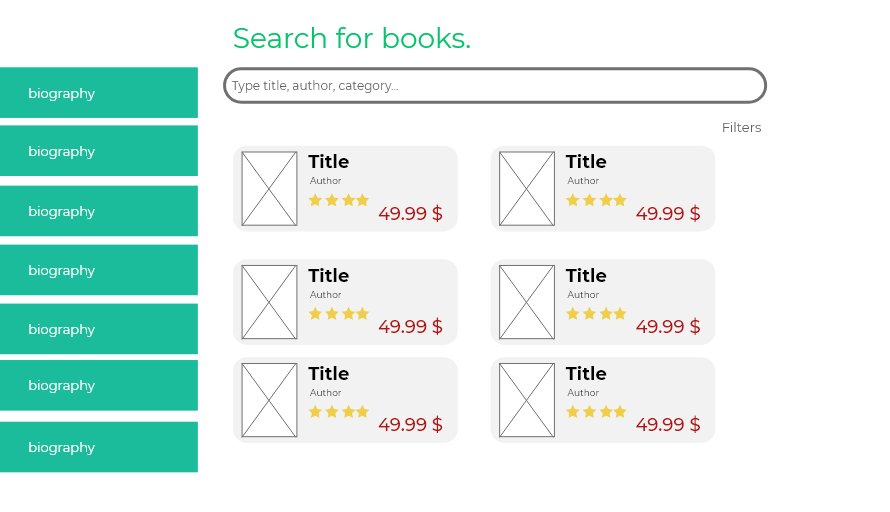 Search for books.
Type title, author, category...
Filters
biography
biography
biography
biography
biography
biography
biography
Title
Author
49.99 $
Title
Author
49.99 $
Title
Author
49.99 $
Title
Author
49.99 $
Title
Author
49.99 $
Title
Author
49.99 $